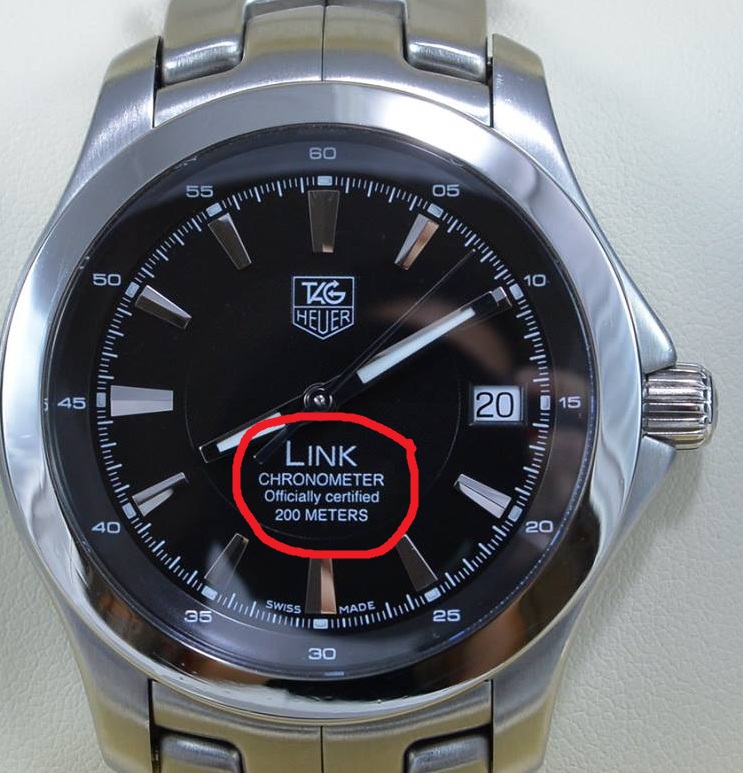 60
55
05
50
10
TAG
HEUER
45
20
15
LINK
CHRONOMETER
Officially certified
200 METERS
40
20
SWISS MADE
35
25
30